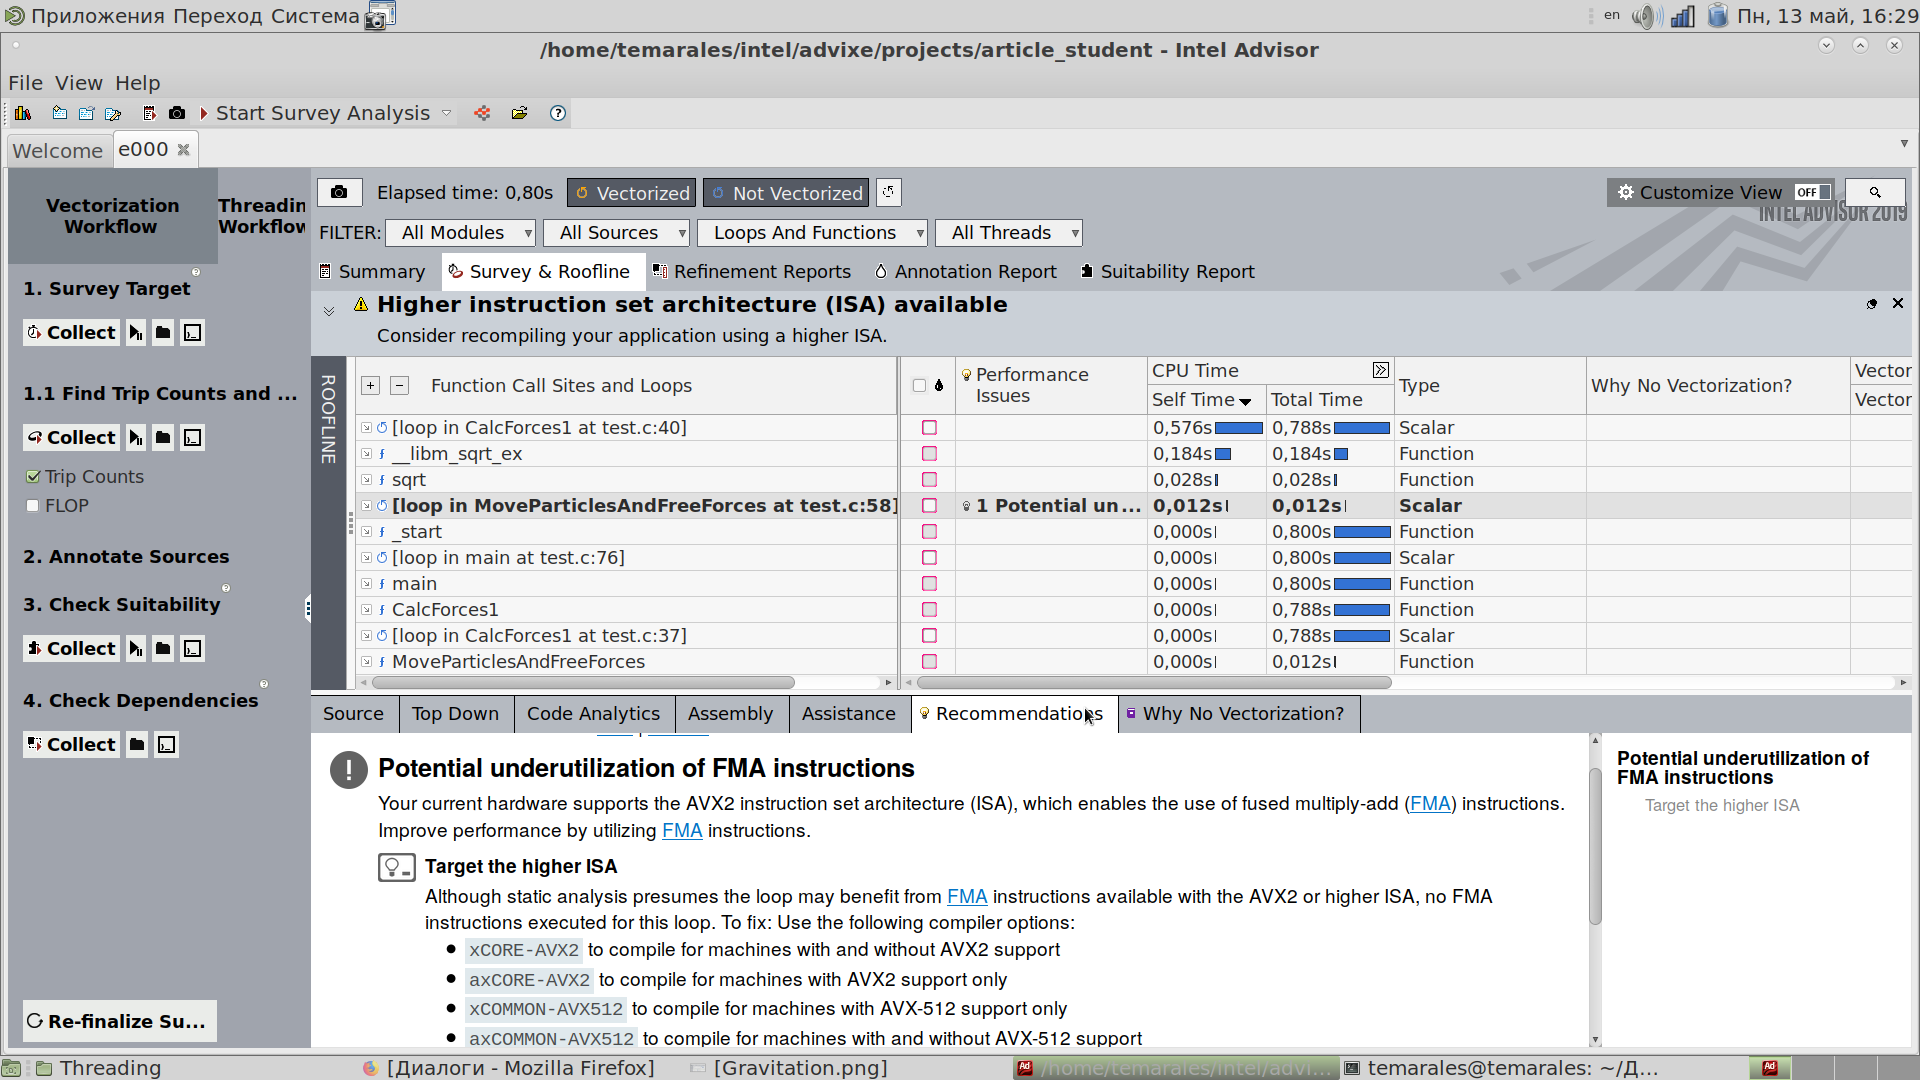 Приложения Переход Система
en
Пн, 13 май, 16:29
/home/temarales/intel/advixe/projects/article_student - Intel Advisor
File View Help
Start Survey Analysis
Welcome
e000
Vectorization
Workflow
Threadin
Workflow
Elapsed time: 0,80s
Vectorized
Not Vectorized
Customize View
OFF
INTEL ADVISOR 2019
FILTER:
All Modules
All Sources
Loops And Functions
All Threads
Summary
Survey & Roofline
Refinement Reports
Annotation Report
Suitability Report
1. Survey Target
Collect
1.1 Find Trip Counts and ...
Collect
Trip Counts
FLOP
2. Annotate Sources
3. Check Suitability
Collect
4. Check Dependencies
Collect
Re-finalize Su...
Higher instruction set architecture (ISA) available
Consider recompiling your application using a higher ISA.
ROOFLINE
+ − Function Call Sites and Loops
Performance
Issues
CPU Time
Self Time
Total Time
Type
Why No Vectorization?
Vector
Vector
[loop in CalcForces1 at test.c:40] 0,576s 0,788s Scalar
__libm_sqrt_ex 0,184s 0,184s Function
sqrt 0,028s 0,028s Function
[loop in MoveParticlesAndFreeForces at test.c:58] 1 Potential un... 0,012s 0,012s Scalar
_start 0,000s 0,800s Function
[loop in main at test.c:76] 0,000s 0,800s Scalar
main 0,000s 0,800s Function
CalcForces1 0,000s 0,788s Function
[loop in CalcForces1 at test.c:37] 0,000s 0,788s Scalar
MoveParticlesAndFreeForces 0,000s 0,012s Function
Source
Top Down
Code Analytics
Assembly
Assistance
Recommendations
Why No Vectorization?
Potential underutilization of FMA instructions
Your current hardware supports the AVX2 instruction set architecture (ISA), which enables the use of fused multiply-add (FMA) instructions.
Improve performance by utilizing FMA instructions.
Target the higher ISA
Although static analysis presumes the loop may benefit from FMA instructions available with the AVX2 or higher ISA, no FMA
instructions executed for this loop. To fix: Use the following compiler options:
● xCORE-AVX2 to compile for machines with and without AVX2 support
● axCORE-AVX2 to compile for machines with AVX2 support only
● xCOMMON-AVX512 to compile for machines with AVX-512 support only
● axCOMMON-AVX512 to compile for machines with and without AVX-512 support
Potential underutilization of
FMA instructions
Target the higher ISA
Threading
[Диалоги - Mozilla Firefox]
[Gravitation.png]
/home/temarales/intel/advi...
temarales@temarales: ~/Д...